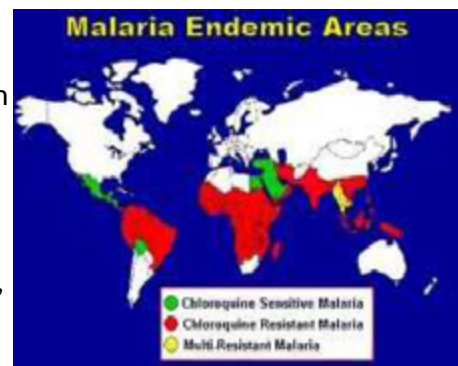 Malaria Endemic Areas
n
,
Chloroquine Sensitive Malaria
Chloroquine Resistant Malaria
Multi-Resistant Malaria